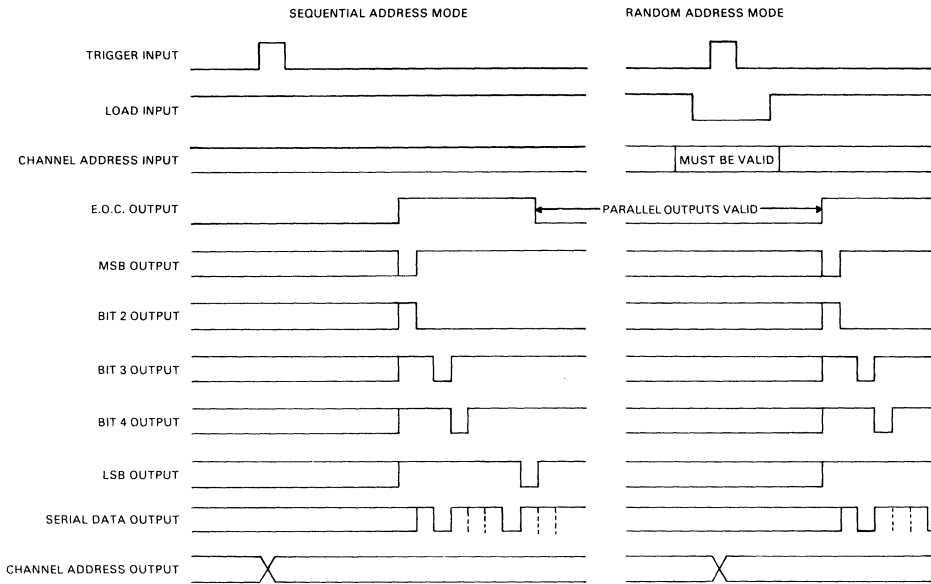 SEQUENTIAL ADDRESS MODE
RANDOM ADDRESS MODE
TRIGGER INPUT
LOAD INPUT
CHANNEL ADDRESS INPUT
MUST BE VALID
E.O.C. OUTPUT
PARALLEL OUTPUTS VALID
MSB OUTPUT
BIT 2 OUTPUT
BIT 3 OUTPUT
BIT 4 OUTPUT
LSB OUTPUT
SERIAL DATA OUTPUT
CHANNEL ADDRESS OUTPUT